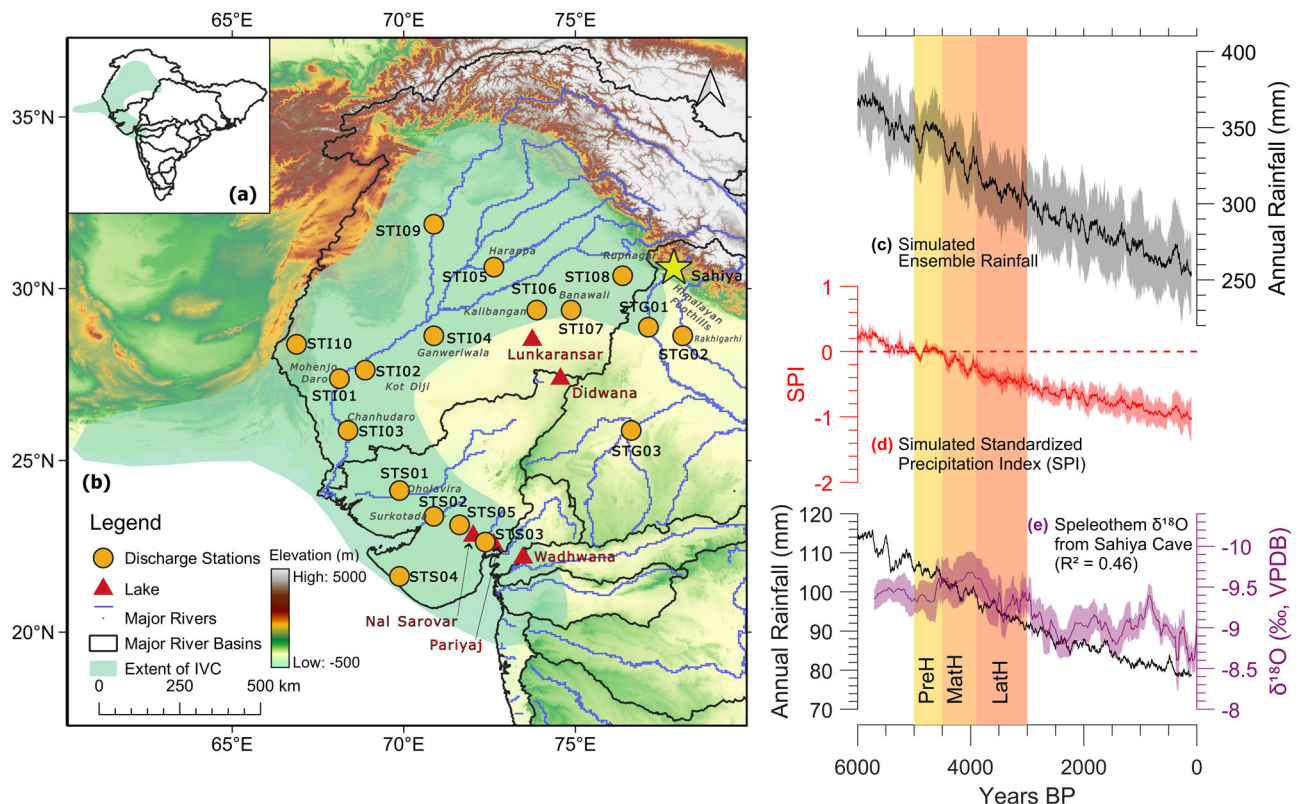 65°E
70°E
75°E
35°N
30°N
25°N
20°N
(a)
STI09
Harappa
STI05
Rupnagar
STI08
Sahiya
STI06
Banawali
Kalibangan
STI07
STG01
Himalayan
Foothills
Rakhigarhi
STG02
STI10
STI04
Ganweriwala
Lunkaransar
Mohenjo
Daro
STI02
Kot Diji
STI01
Didwana
Chanhudaro
STI03
STG03
(b)
STS01
Dholavira
STS02
Surkotada
STS05
STS03
Wadhwana
STS04
Nal Sarovar
Pariyaj
Legend
Discharge Stations
Lake
Major Rivers
Major River Basins
Extent of IVC
Elevation (m)
High: 5000
Low: -500
0
250
500 km
65°E
70°E
75°E
400
350
300
250
Annual Rainfall (mm)
(c) Simulated
Ensemble Rainfall
1
0
-1
-2
SPI
(d) Simulated Standardized
Precipitation Index (SPI)
120
110
100
90
80
70
Annual Rainfall (mm)
(e) Speleothem δ¹⁸O
from Sahiya Cave
(R² = 0.46)
-10
-9.5
-9
-8.5
-8
δ¹⁸O (‰, VPDB)
PreH
MatH
LatH
6000
4000
2000
0
Years BP